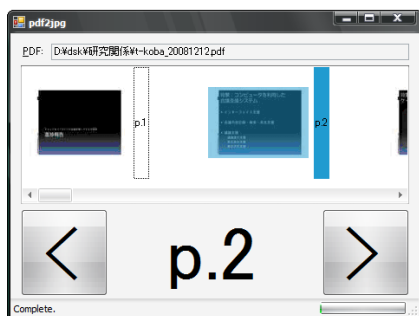 pdf2jpg
PDF: D:¥dsk¥研究関係¥t-koba_20081212.pdf
p.1
p.2
< p.2 >
Complete.